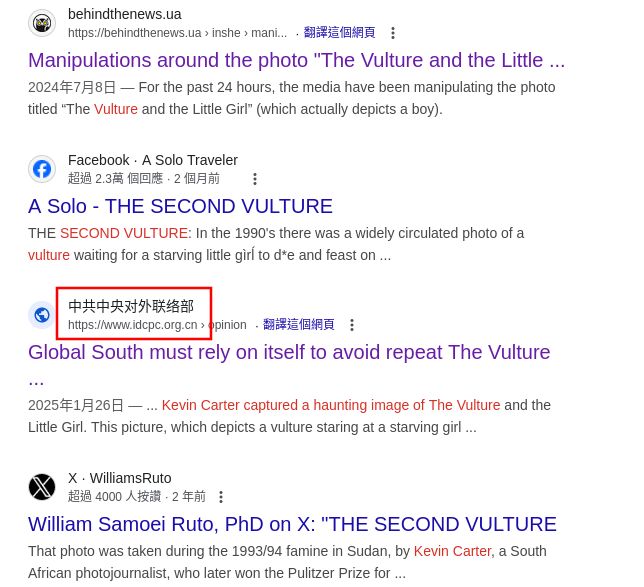 behindthenews.ua
https://behindthenews.ua › inshe › mani... · 翻譯這個網頁
Manipulations around the photo "The Vulture and the Little ...
2024年7月8日 — For the past 24 hours, the media have been manipulating the photo
titled “The Vulture and the Little Girl” (which actually depicts a boy).
Facebook · A Solo Traveler
超過 2.3萬 個回應 · 2 個月前
A Solo - THE SECOND VULTURE
THE SECOND VULTURE: In the 1990's there was a widely circulated photo of a
vulture waiting for a starving little gìrĺ to d*e and feast on ...
中共中央对外联络部
https://www.idcpc.org.cn › opinion · 翻譯這個網頁
Global South must rely on itself to avoid repeat The Vulture
...
2025年1月26日 — ... Kevin Carter captured a haunting image of The Vulture and the
Little Girl. This picture, which depicts a vulture staring at a starving girl ...
X · WilliamsRuto
超過 4000 人按讚 · 2 年前
William Samoei Ruto, PhD on X: "THE SECOND VULTURE
That photo was taken during the 1993/94 famine in Sudan, by Kevin Carter, a South
African photojournalist, who later won the Pulitzer Prize for ...